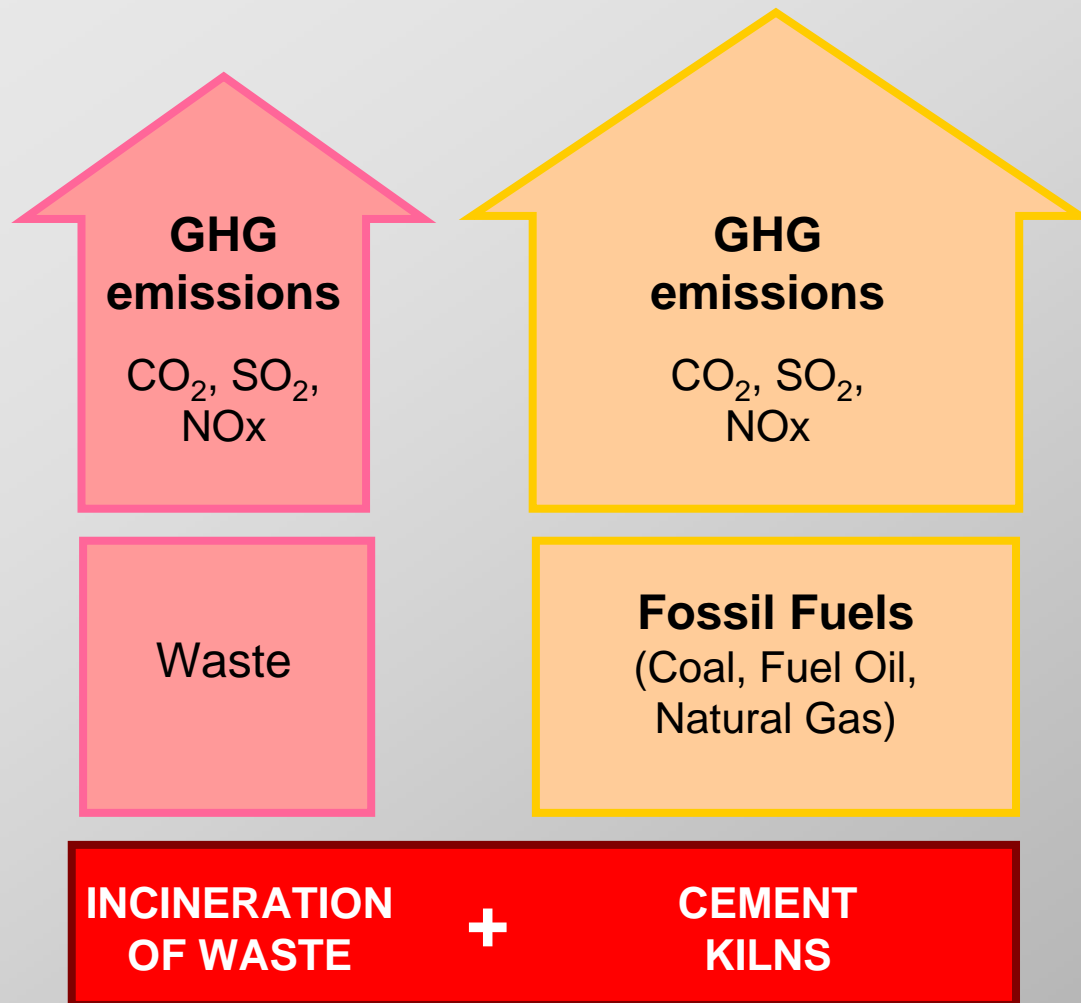 GHG
emissions
CO₂, SO₂,
NOx
GHG
emissions
CO₂, SO₂,
NOx
Waste
Fossil Fuels
(Coal, Fuel Oil,
Natural Gas)
INCINERATION
OF WASTE
+
CEMENT
KILNS